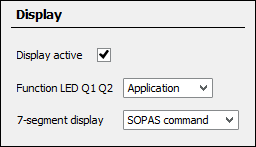 Display
Display active
Function LED Q1 Q2 Application
7-segment display SOPAS command